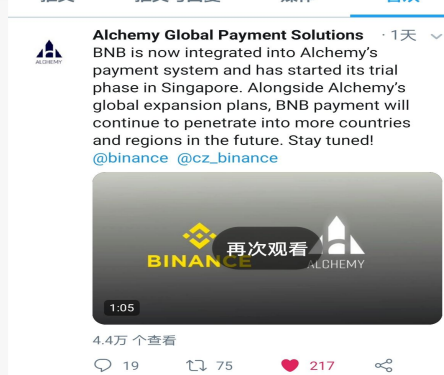 Alchemy Global Payment Solutions · 1天
ALCHEMY
BNB is now integrated into Alchemy's
payment system and has started its trial
phase in Singapore. Alongside Alchemy's
global expansion plans, BNB payment will
continue to penetrate into more countries
and regions in the future. Stay tuned!
@binance @cz_binance
再次观看
BINANCE
ALCHEMY
1:05
4.4万 个查看
19 75 217